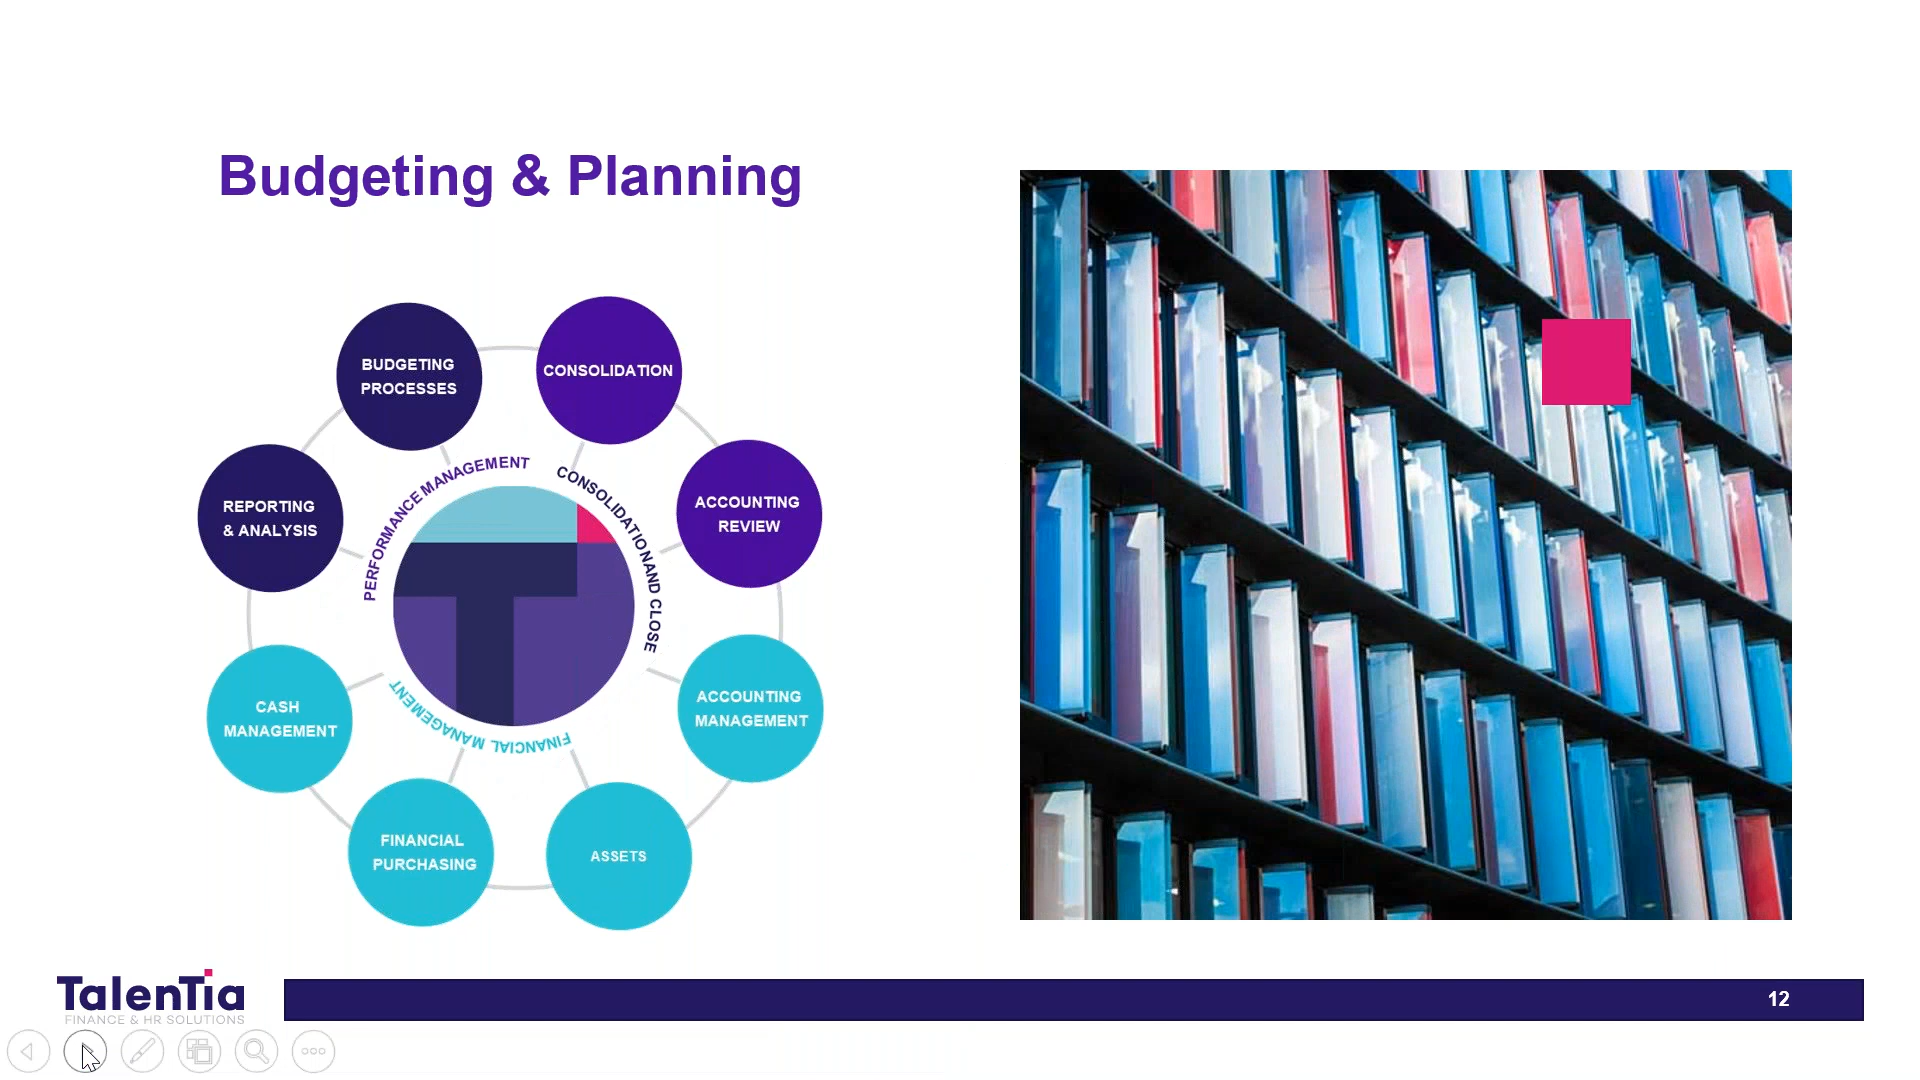 Budgeting & Planning
BUDGETING
PROCESSES
CONSOLIDATION
REPORTING
& ANALYSIS
ACCOUNTING
REVIEW
PERFORMANCE MANAGEMENT
CONSOLIDATION AND CLOSE
FINANCIAL MANAGEMENT
CASH
MANAGEMENT
ACCOUNTING
MANAGEMENT
FINANCIAL
PURCHASING
ASSETS
TalenTia
FINANCE & HR SOLUTIONS
12